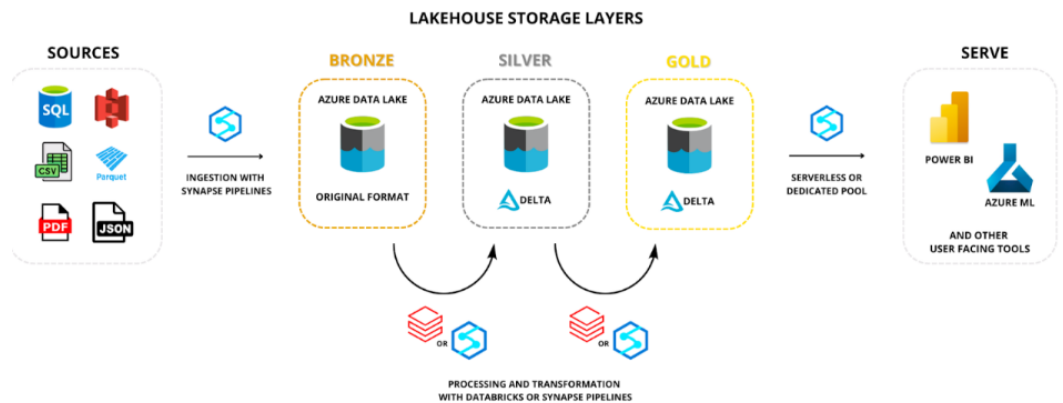 LAKEHOUSE STORAGE LAYERS
SOURCES
SQL
CSV
Parquet
PDF
JSON
INGESTION WITH
SYNAPSE PIPELINES
BRONZE
AZURE DATA LAKE
ORIGINAL FORMAT
SILVER
AZURE DATA LAKE
DELTA
GOLD
AZURE DATA LAKE
DELTA
OR
OR
PROCESSING AND TRANSFORMATION
WITH DATABRICKS OR SYNAPSE PIPELINES
SERVERLESS OR
DEDICATED POOL
SERVE
POWER BI
AZURE ML
AND OTHER
USER FACING TOOLS